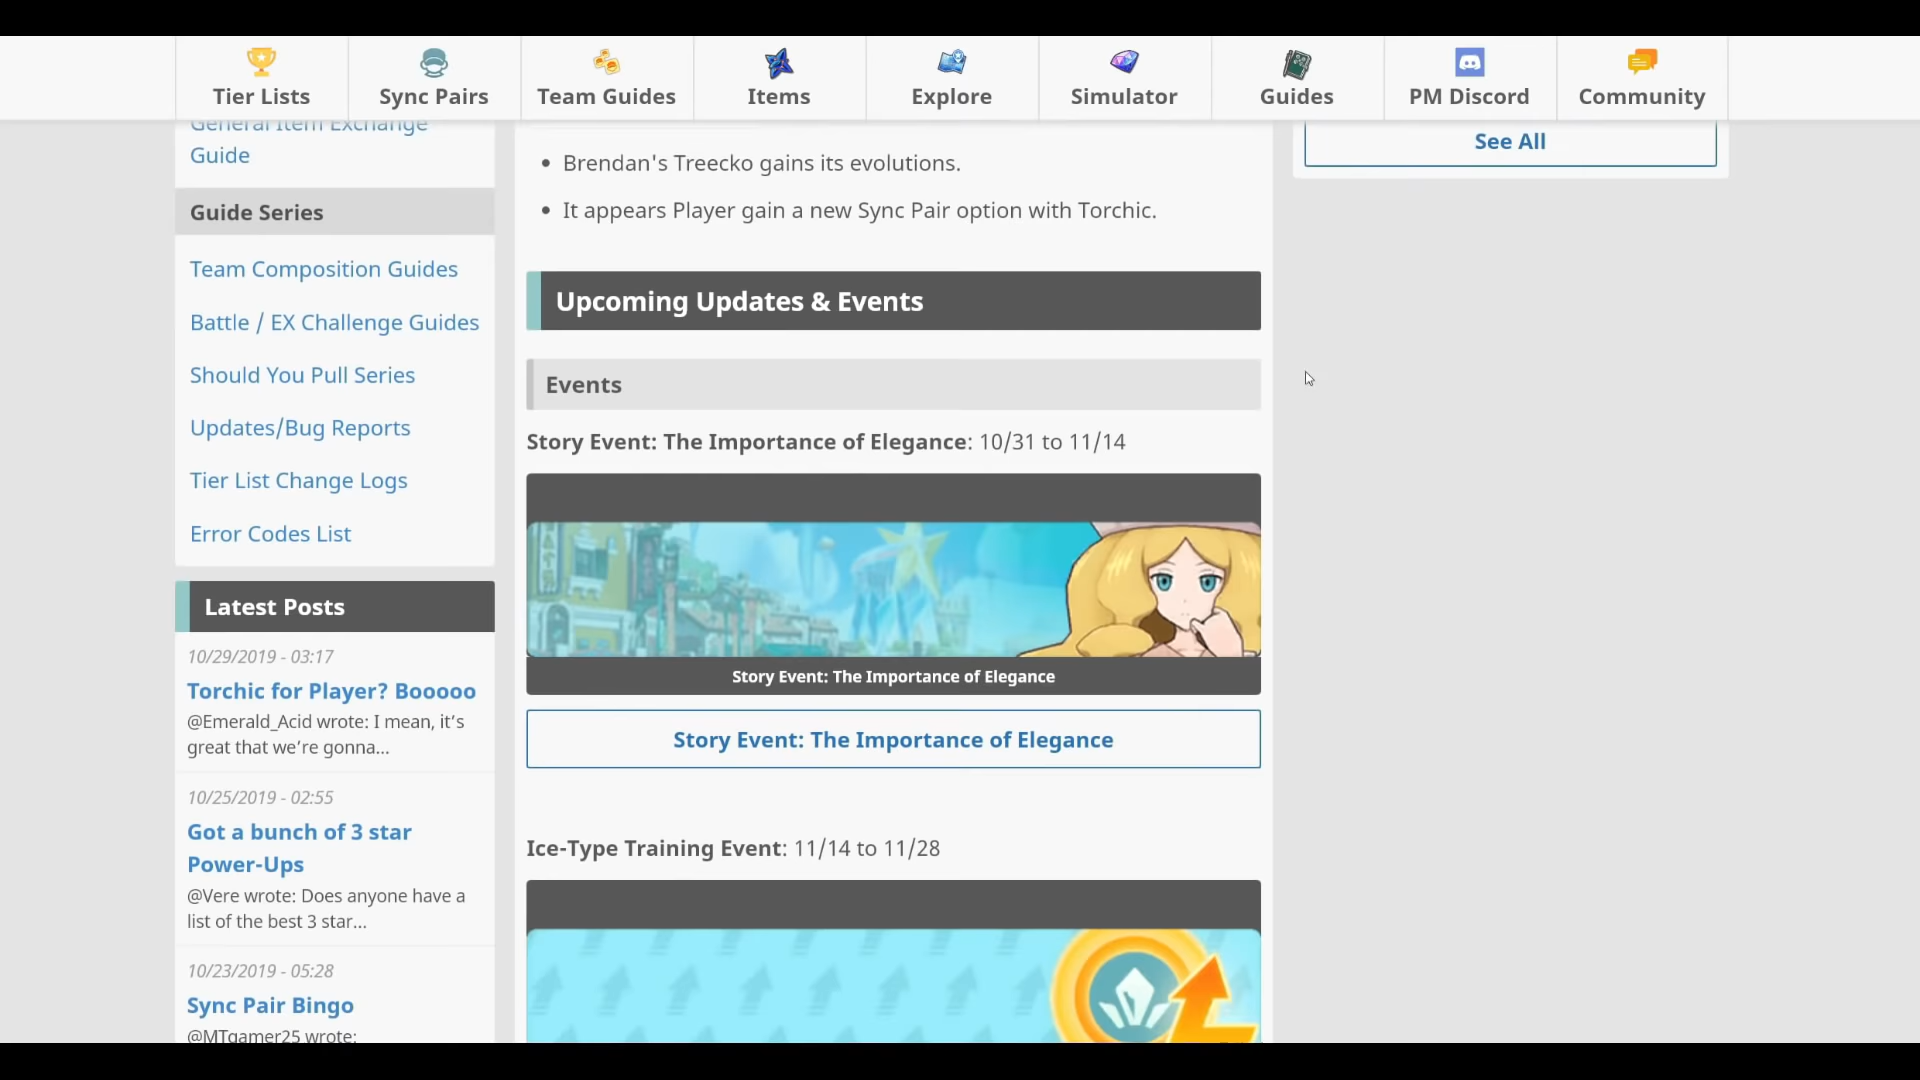 Tier Lists
Sync Pairs
Team Guides
Items
Explore
Simulator
Guides
PM Discord
Community
General Item Exchange
Guide
Guide Series
Team Composition Guides
Battle / EX Challenge Guides
Should You Pull Series
Updates/Bug Reports
Tier List Change Logs
Error Codes List
Latest Posts
10/29/2019 - 03:17
Torchic for Player? Booooo
@Emerald_Acid wrote: I mean, it's
great that we're gonna...
10/25/2019 - 02:55
Got a bunch of 3 star
Power-Ups
@Vere wrote: Does anyone have a
list of the best 3 star...
10/23/2019 - 05:28
Sync Pair Bingo
@MTgamer25 wrote:
• Brendan's Treecko gains its evolutions.
• It appears Player gain a new Sync Pair option with Torchic.
Upcoming Updates & Events
Events
Story Event: The Importance of Elegance: 10/31 to 11/14
Story Event: The Importance of Elegance
Story Event: The Importance of Elegance
Ice-Type Training Event: 11/14 to 11/28
See All